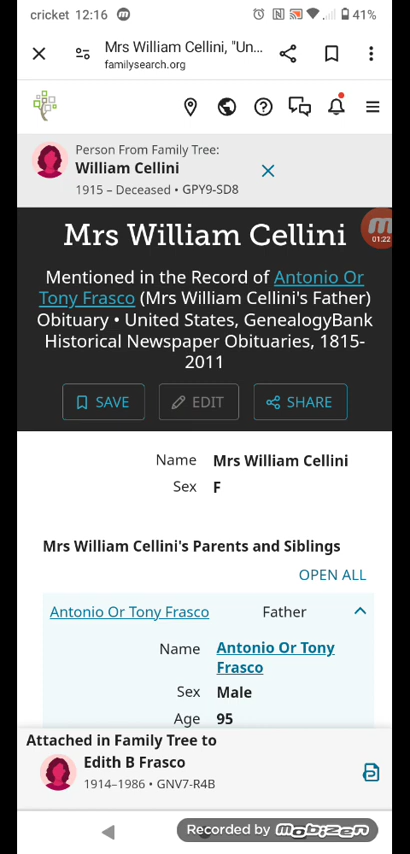 cricket 12:16 41%
Mrs William Cellini, "Un...
familysearch.org
Person From Family Tree:
William Cellini
1915 – Deceased • GPY9-SD8
01:22
Mrs William Cellini
Mentioned in the Record of Antonio Or
Tony Frasco (Mrs William Cellini's Father)
Obituary • United States, GenealogyBank
Historical Newspaper Obituaries, 1815-
2011
SAVE EDIT SHARE
Name Mrs William Cellini
Sex F
Mrs William Cellini's Parents and Siblings
OPEN ALL
Antonio Or Tony Frasco Father
Name Antonio Or Tony
Frasco
Sex Male
Age 95
Attached in Family Tree to
Edith B Frasco
1914–1986 • GNV7-R4B
Recorded by mobizen